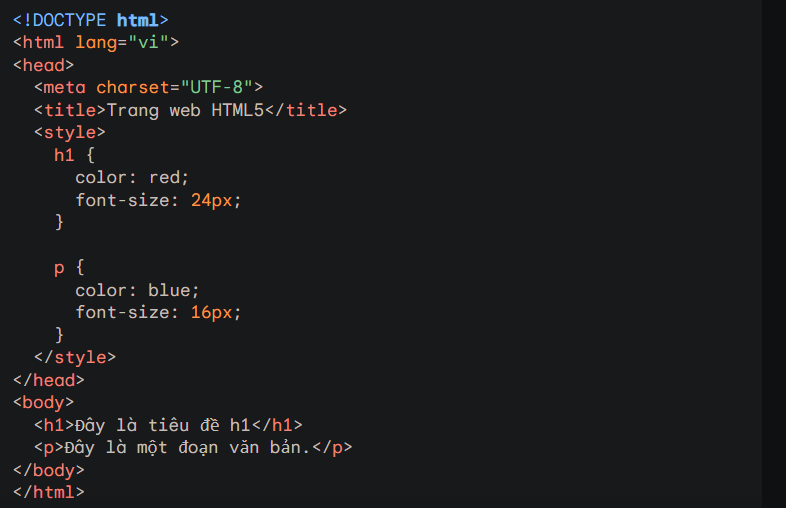 <!DOCTYPE html>
<html lang="vi">
<head>
  <meta charset="UTF-8">
  <title>Trang web HTML5</title>
  <style>
    h1 {
      color: red;
      font-size: 24px;
    }

    p {
      color: blue;
      font-size: 16px;
    }
  </style>
</head>
<body>
  <h1>Đây là tiêu đề h1</h1>
  <p>Đây là một đoạn văn bản.</p>
</body>
</html>